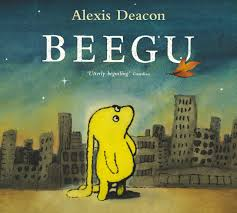 Alexis Deacon
BEEGU
'Utterly beguiling' Guardian